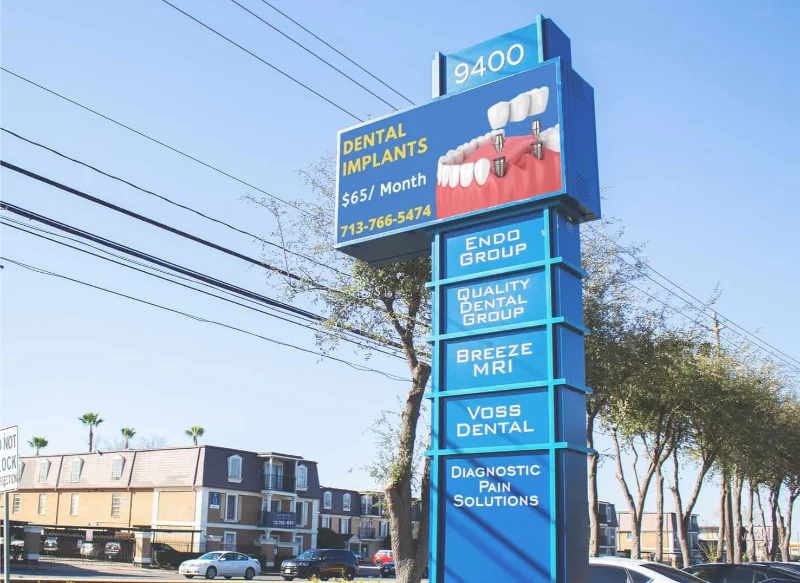 9400
DENTAL
IMPLANTS
$65/ Month
713-766-5474
ENDO
GROUP
QUALITY
DENTAL
GROUP
BREEZE
MRI
VOSS
DENTAL
DIAGNOSTIC
PAIN
SOLUTIONS
NOT